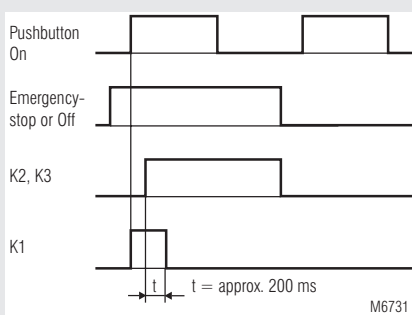 Pushbutton
On
Emergency-
stop or Off
K2, K3
K1
t
t = approx. 200 ms
M6731